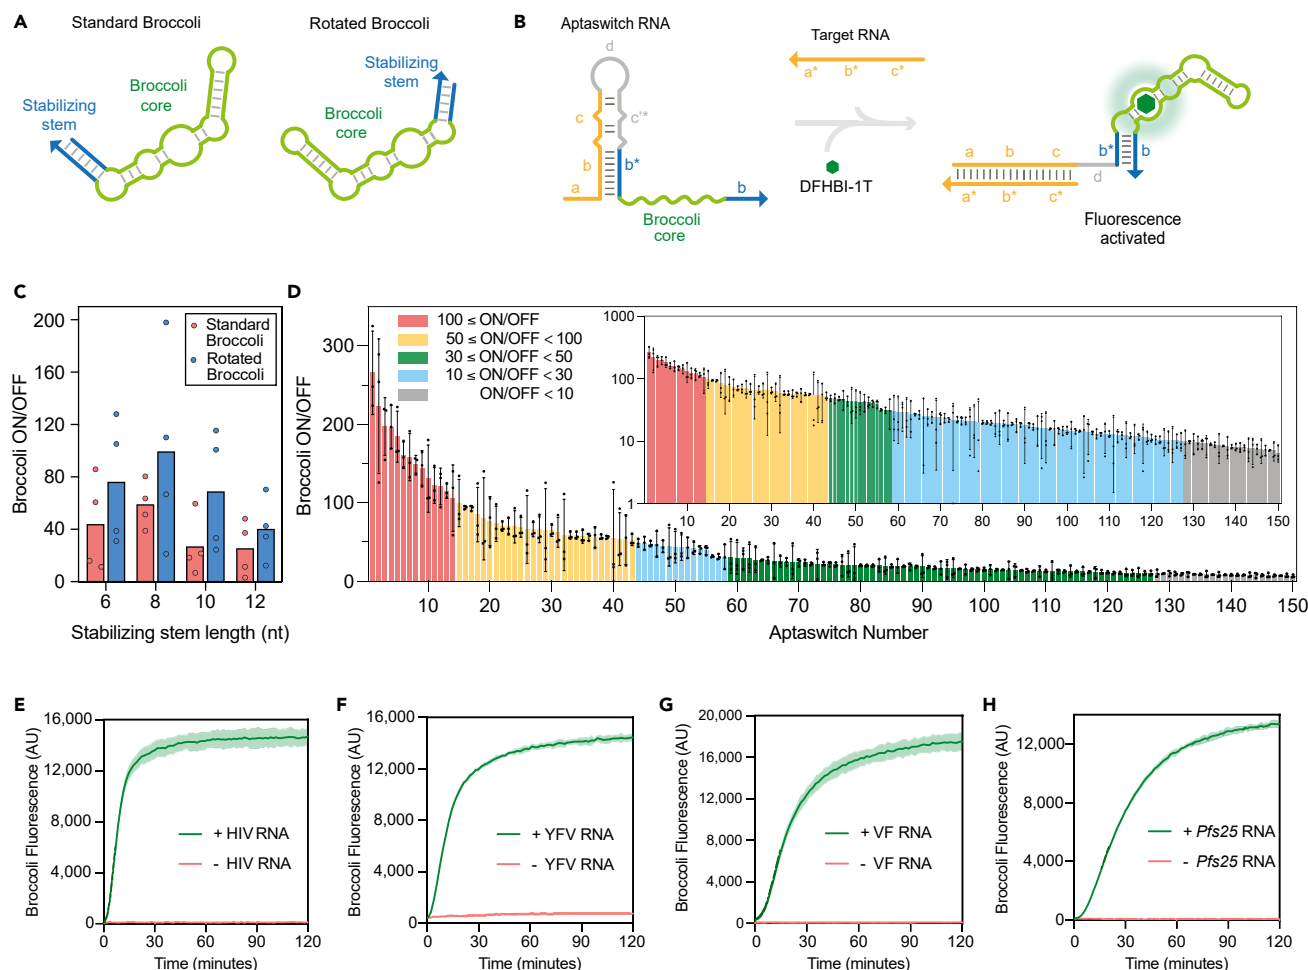 A
Standard Broccoli
Rotated Broccoli
Stabilizing
stem
Broccoli
core
Stabilizing
stem
Broccoli
core
B
Aptaswitch RNA
d
c
c'*
b
b*
a
b
Broccoli
core
Target RNA
a* b* c*
DFHBI-1T
a b c
b* b
d
a* b* c*
Fluorescence
activated
C
Broccoli ON/OFF
200
160
120
80
40
0
Standard
Broccoli
Rotated
Broccoli
6 8 10 12
Stabilizing stem length (nt)
D
Broccoli ON/OFF
300
200
100
0
100 ≤ ON/OFF
50 ≤ ON/OFF < 100
30 ≤ ON/OFF < 50
10 ≤ ON/OFF < 30
ON/OFF < 10
1000
100
10
1
10 20 30 40 50 60 70 80 90 100 110 120 130 140 150
10 20 30 40 50 60 70 80 90 100 110 120 130 140 150
Aptaswitch Number
E
Broccoli Fluorescence (AU)
16,000
12,000
8,000
4,000
0
+ HIV RNA
- HIV RNA
0 30 60 90 120
Time (minutes)
F
Broccoli Fluorescence (AU)
16,000
12,000
8,000
4,000
0
+ YFV RNA
- YFV RNA
0 30 60 90 120
Time (minutes)
G
Broccoli Fluorescence (AU)
20,000
16,000
12,000
8,000
4,000
0
+ VF RNA
- VF RNA
0 30 60 90 120
Time (minutes)
H
Broccoli Fluorescence (AU)
12,000
8,000
4,000
0
+ Pfs25 RNA
- Pfs25 RNA
0 30 60 90 120
Time (minutes)